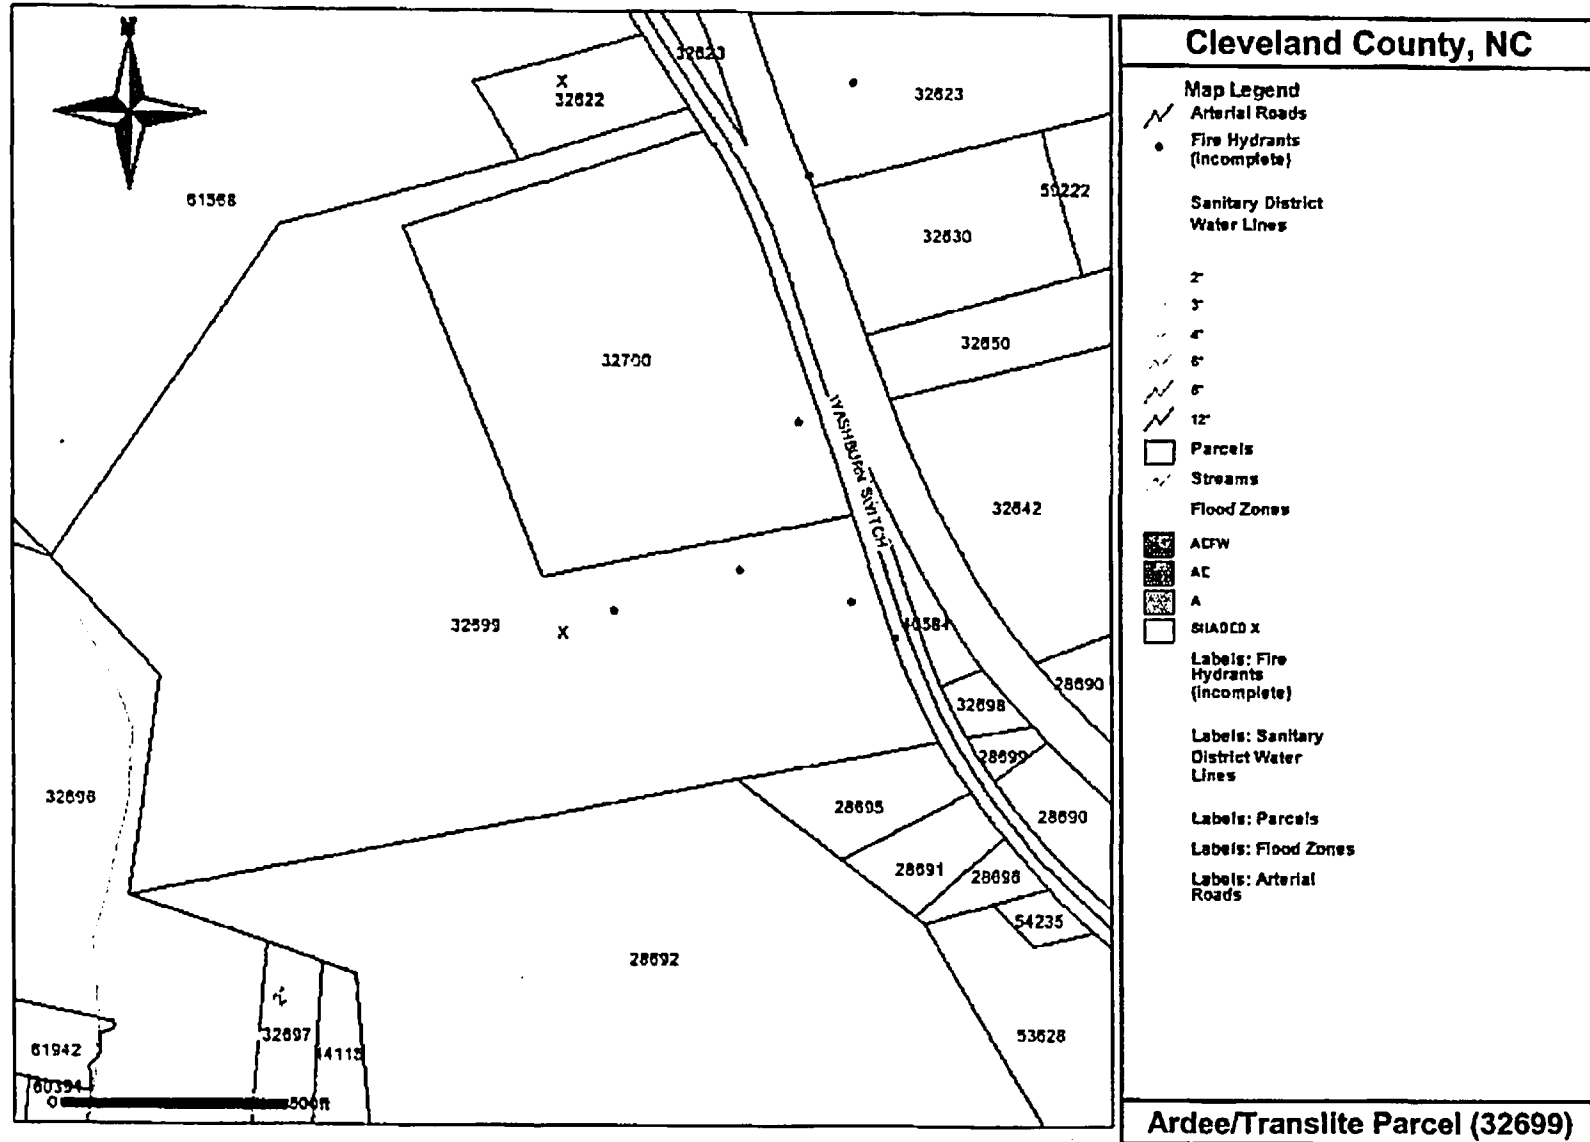 N
Cleveland County, NC
Map Legend
Arterial Roads
Fire Hydrants
(Incomplete)
Sanitary District
Water Lines
2"
3"
4"
6"
12"
Parcels
Streams
Flood Zones
AEFW
AE
A
SHADED X
Labels: Fire
Hydrants
(Incomplete)
Labels: Sanitary
District Water
Lines
Labels: Parcels
Labels: Flood Zones
Labels: Arterial
Roads
Ardee/Translite Parcel (32699)
32623
X
32622
32623
61568
59222
32630
32650
32700
WASHBURN SWITCH
32642
32699
X
32698
28690
28699
32696
28695
28690
28691
28696
54235
28692
53628
32697
61942
0
500ft